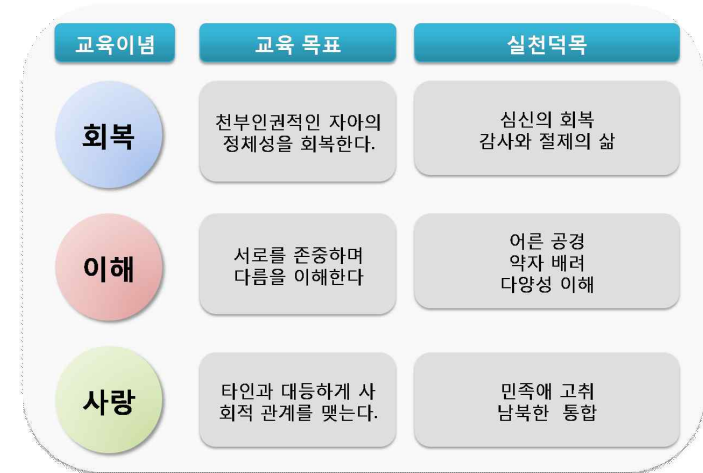 교육이념
교육 목표
실천덕목
회복
천부인권적인 자아의
정체성을 회복한다.
심신의 회복
감사와 절제의 삶
이해
서로를 존중하며
다름을 이해한다
어른 공경
약자 배려
다양성 이해
사랑
타인과 대등하게 사
회적 관계를 맺는다.
민족애 고취
남북한 통합